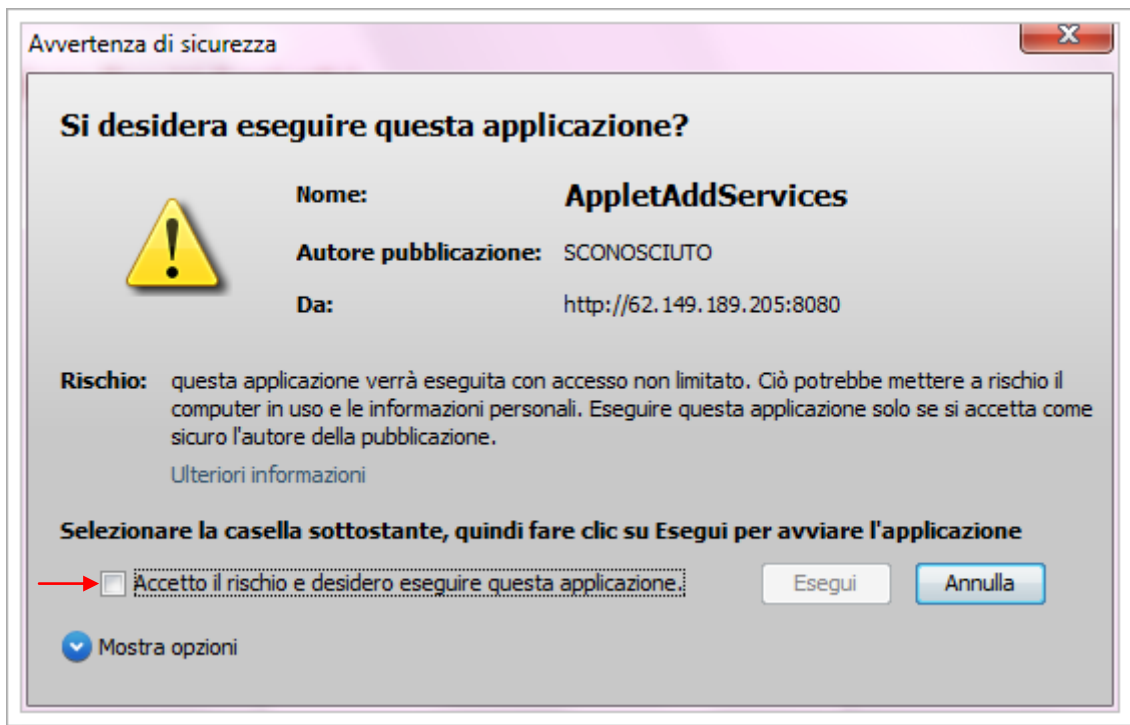 Avvertenza di sicurezza
Si desidera eseguire questa applicazione?
Nome: AppletAddServices
Autore pubblicazione: SCONOSCIUTO
Da: http://62.149.189.205:8080
Rischio: questa applicazione verrà eseguita con accesso non limitato. Ciò potrebbe mettere a rischio il
computer in uso e le informazioni personali. Eseguire questa applicazione solo se si accetta come
sicuro l'autore della pubblicazione.
Ulteriori informazioni
Selezionare la casella sottostante, quindi fare clic su Esegui per avviare l'applicazione
Accetto il rischio e desidero eseguire questa applicazione. Esegui Annulla
Mostra opzioni